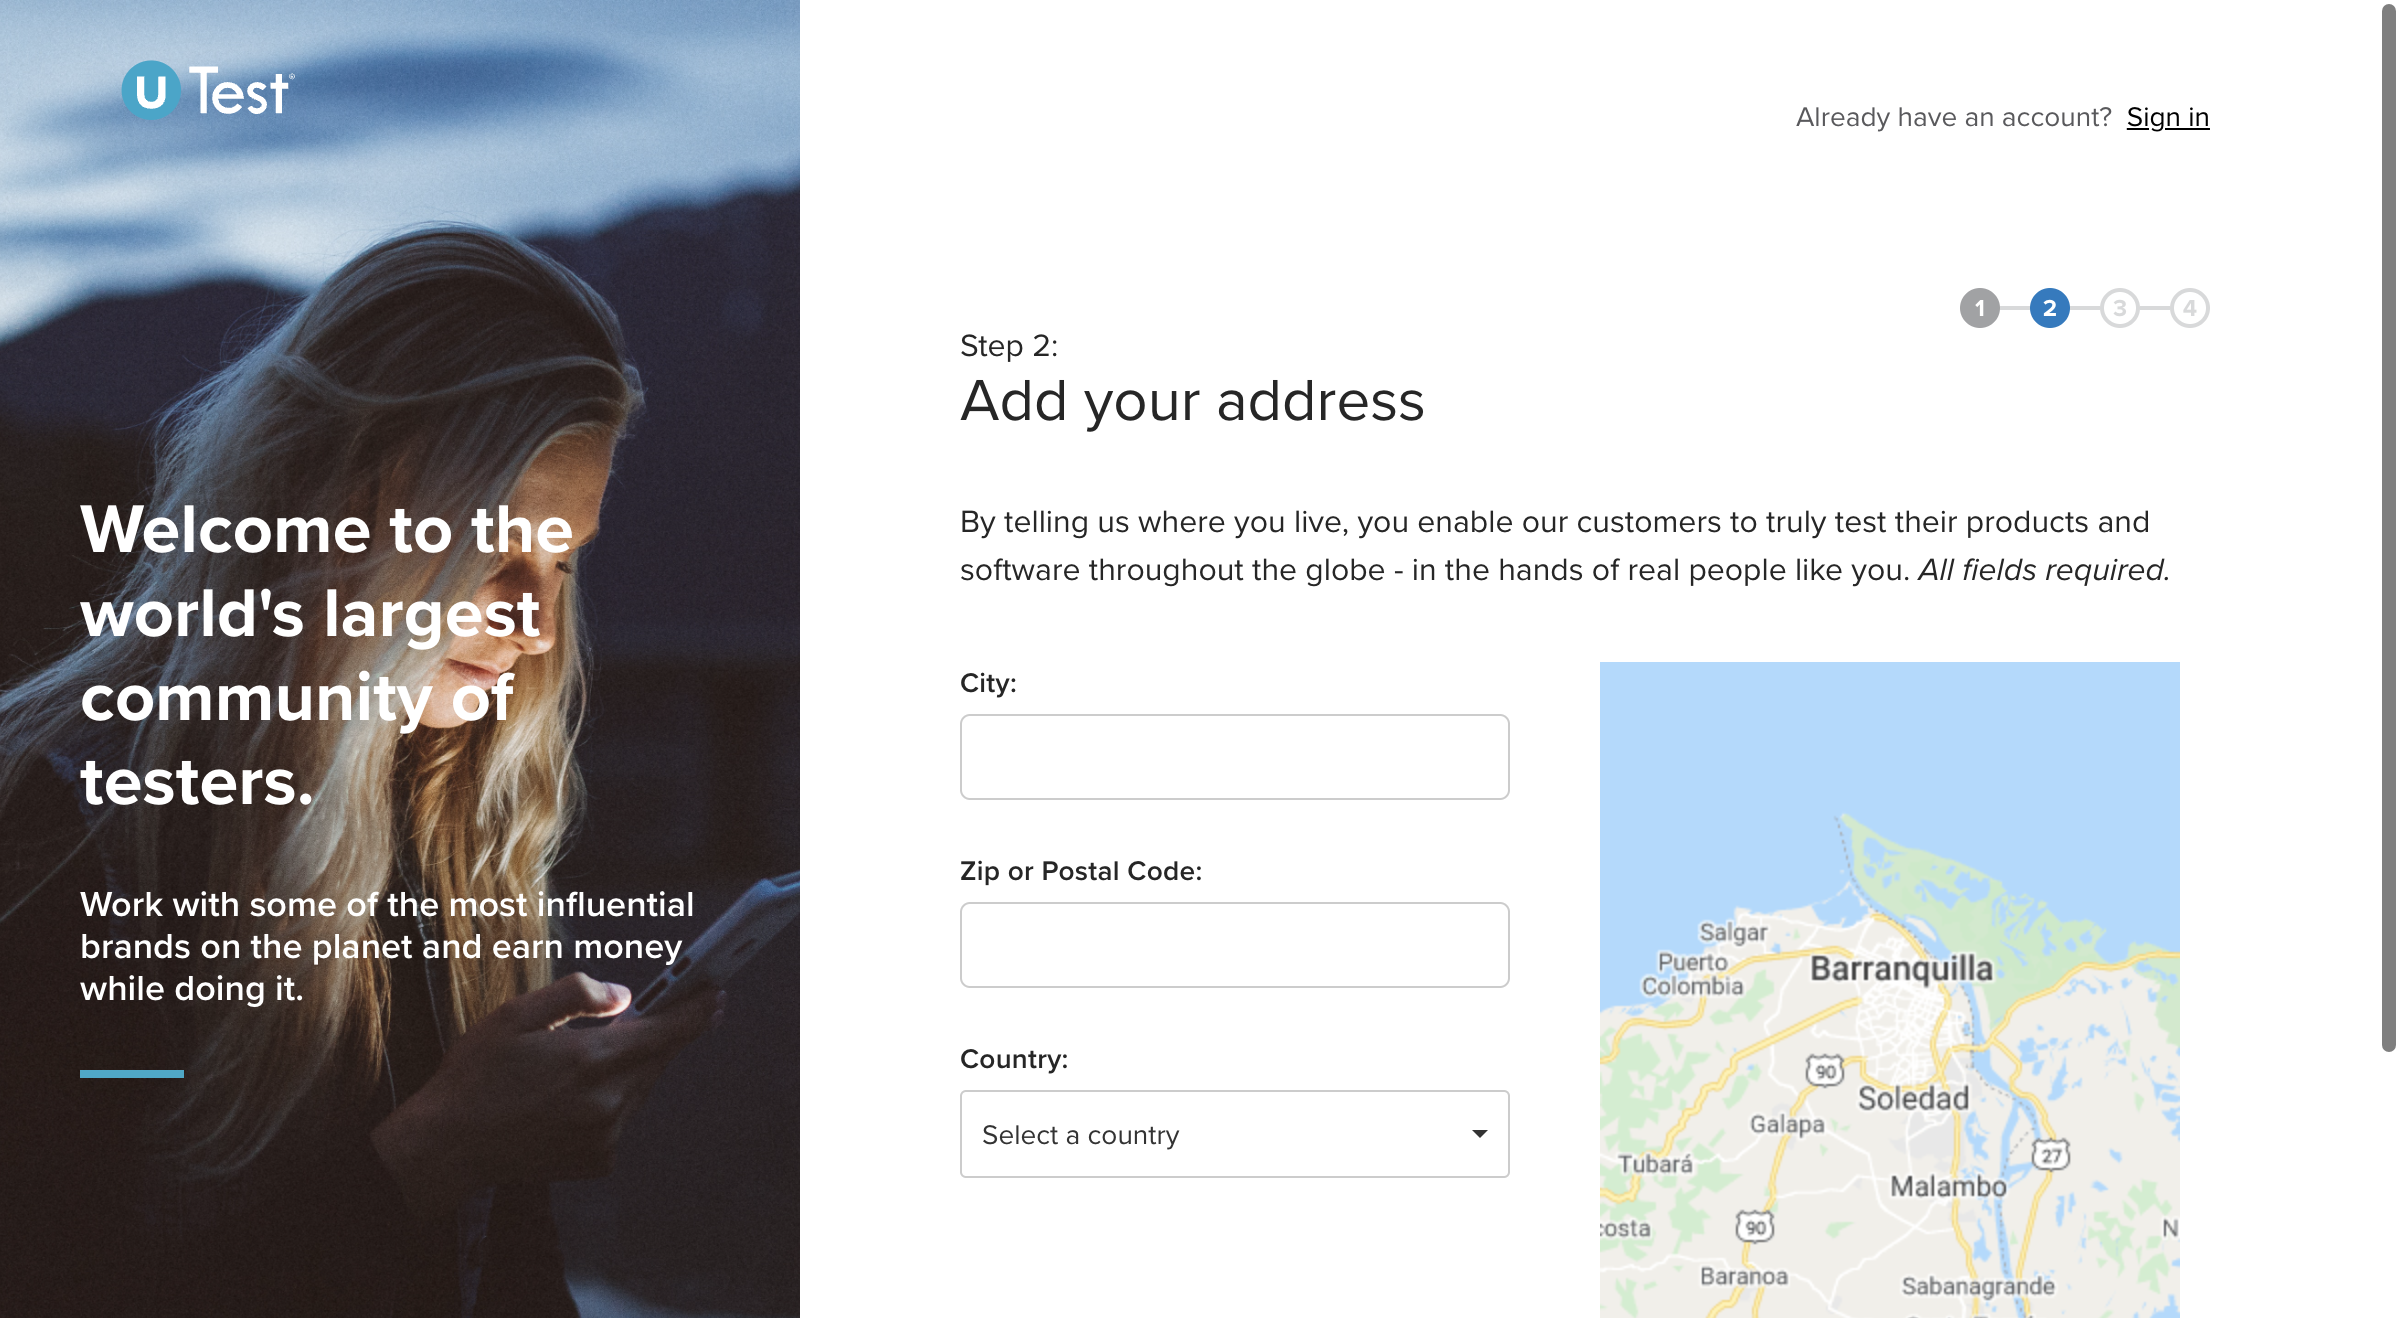 U Test®
Already have an account? Sign in
1 2 3 4
Step 2:
Add your address
By telling us where you live, you enable our customers to truly test their products and
software throughout the globe - in the hands of real people like you. All fields required.
Welcome to the
world's largest
community of
testers.
Work with some of the most influential
brands on the planet and earn money
while doing it.
City:
Zip or Postal Code:
Country:
Select a country
Salgar
Puerto
Colombia
Barranquilla
90
Soledad
Galapa
27
Tubará
Malambo
90
costa
N
Baranoa
Sabanagrande